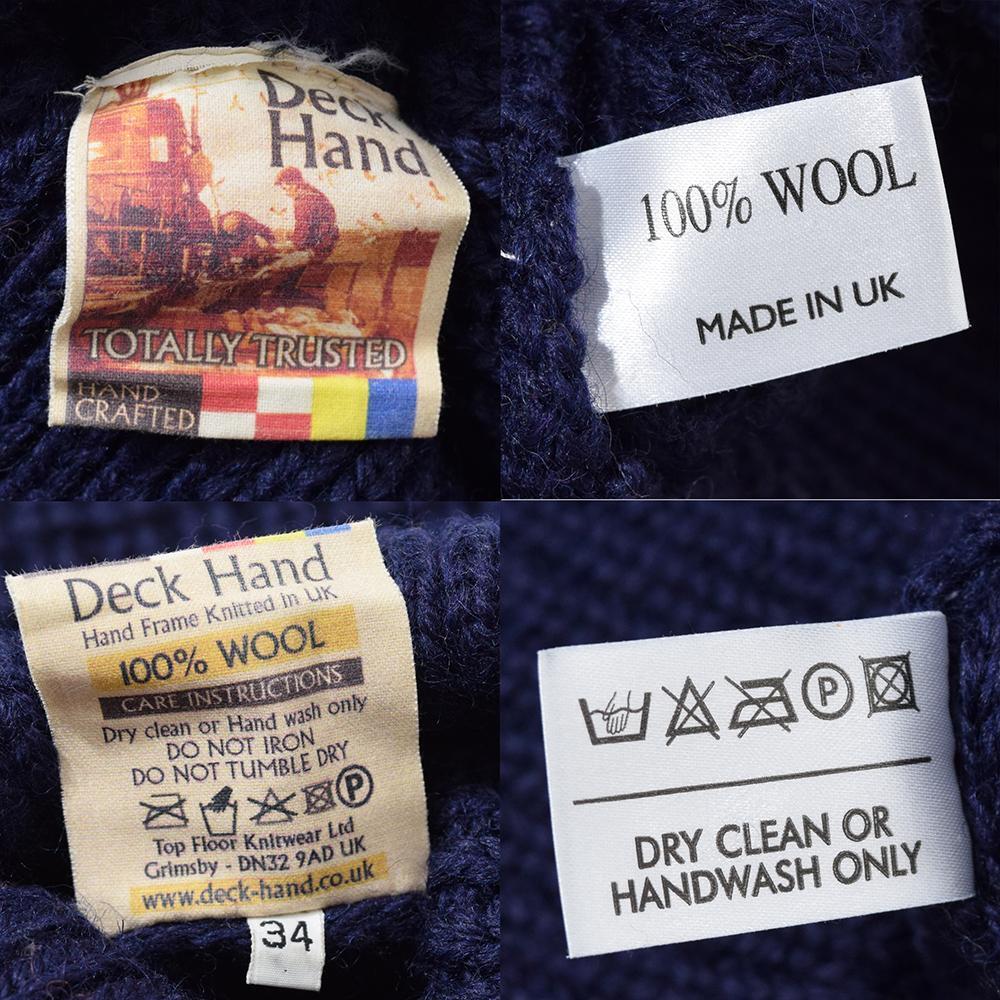 Deck
Hand
TOTALLY TRUSTED
HAND
CRAFTED
100% WOOL
MADE IN UK
Deck Hand
Hand Frame Knitted in UK
100% WOOL
CARE INSTRUCTIONS
Dry clean or Hand wash only
DO NOT IRON
DO NOT TUMBLE DRY
P
Top Floor Knitwear Ltd
Grimsby - DN32 9AD UK
www.deck-hand.co.uk
34
P
DRY CLEAN OR
HANDWASH ONLY